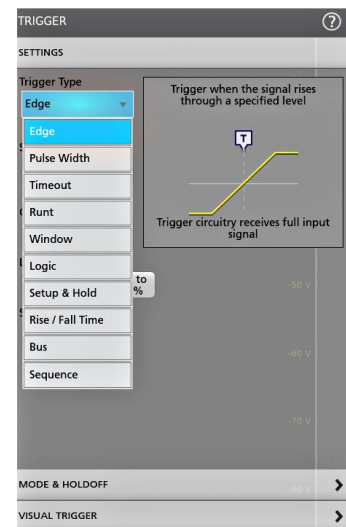 TRIGGER
?
SETTINGS
Trigger Type
Edge
Edge
Pulse Width
Timeout
Runt
Window
Logic
Setup & Hold
Rise / Fall Time
Bus
Sequence
Trigger when the signal rises
through a specified level
T
Trigger circuitry receives full input
signal
to
%
-50 V
-60 V
-70 V
-80 V
MODE & HOLDOFF
VISUAL TRIGGER